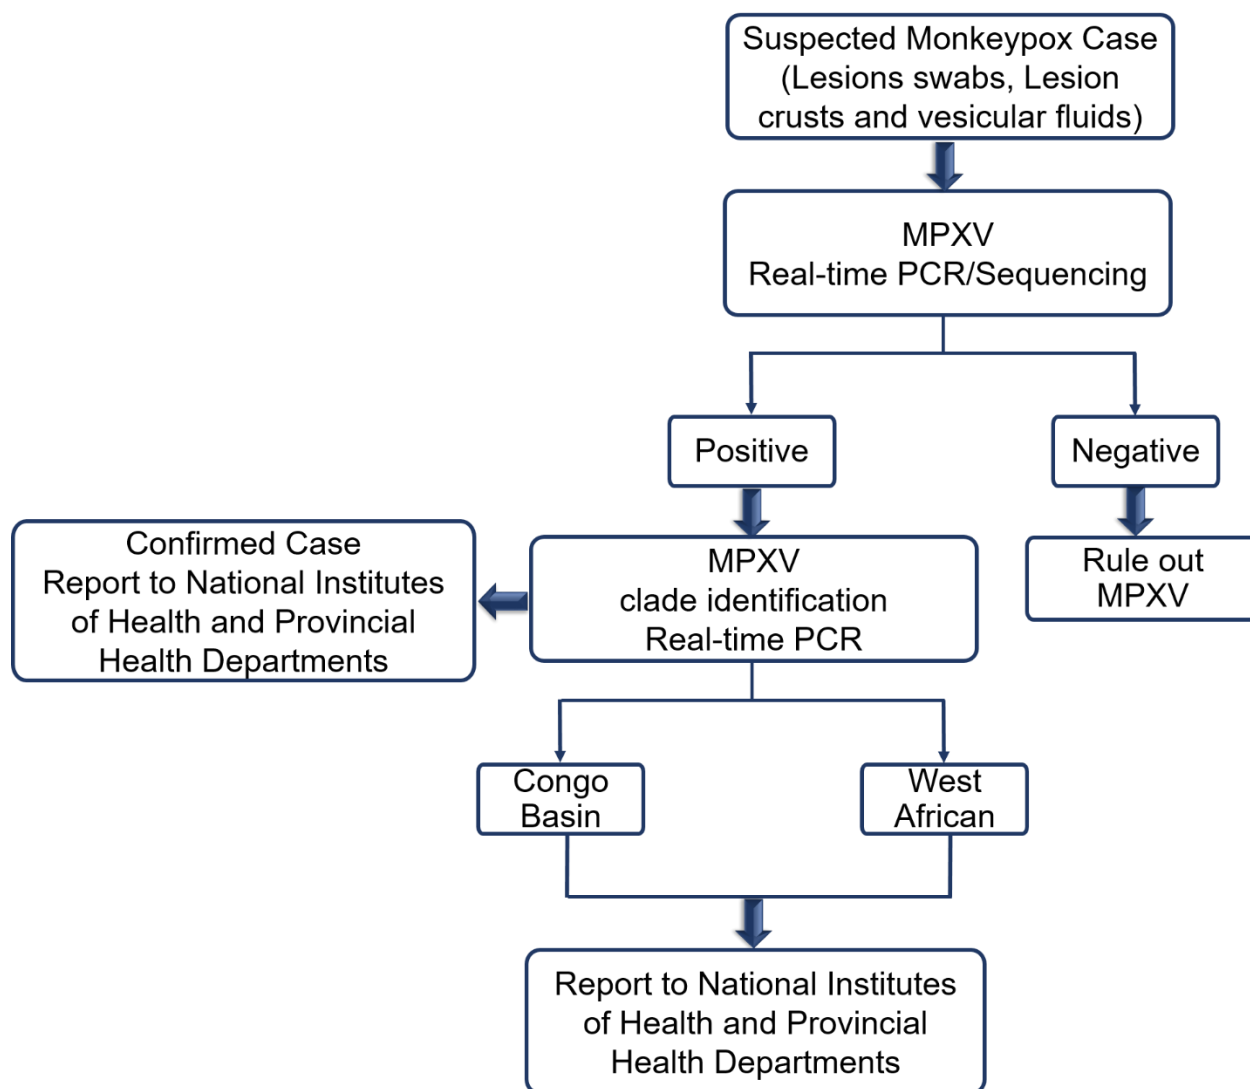 Suspected Monkeypox Case
(Lesions swabs, Lesion
crusts and vesicular fluids)
MPXV
Real-time PCR/Sequencing
Positive
Negative
Confirmed Case
Report to National Institutes
of Health and Provincial
Health Departments
MPXV
clade identification
Real-time PCR
Rule out
MPXV
Congo
Basin
West
African
Report to National Institutes
of Health and Provincial
Health Departments